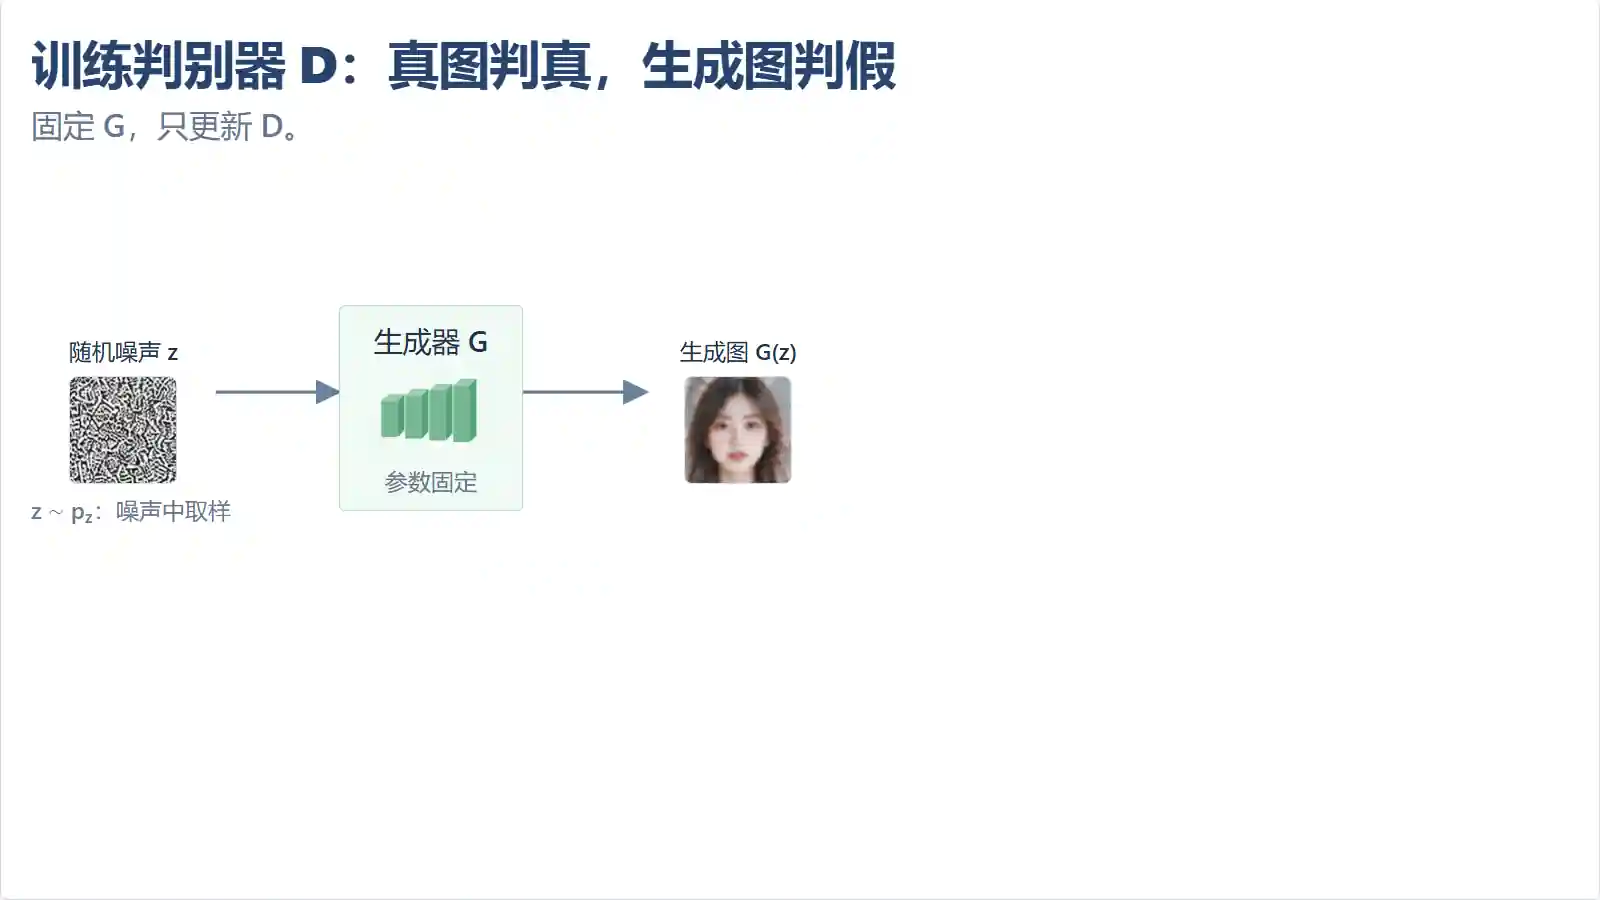 训练判别器 D：真图判真，生成图判假
固定 G，只更新 D。
随机噪声 z
生成器 G
参数固定
生成图 G(z)
z ~ pz：噪声中取样